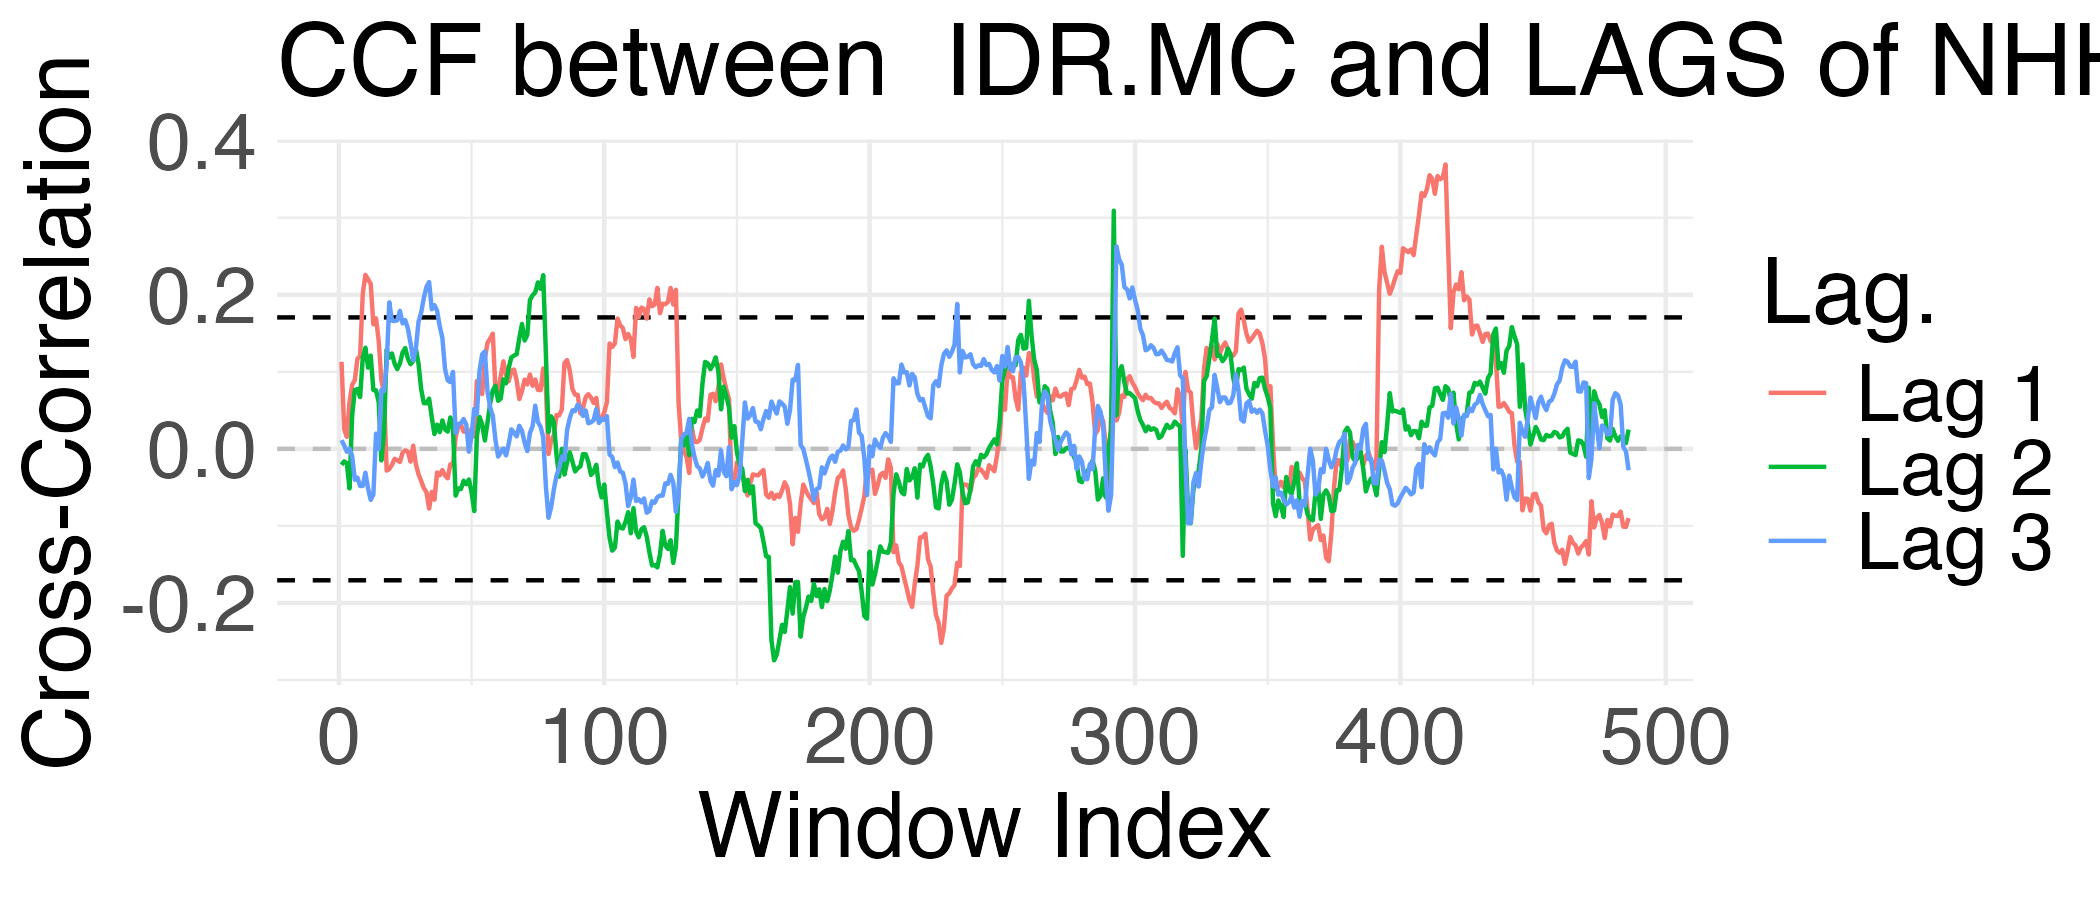 CCF between  IDR.MC and LAGS of
Cross-Correlation
0.4
0.2
0.0
-0.2
0
100
200
300
400
500
Window Index
Lag.
Lag 1
Lag 2
Lag 3